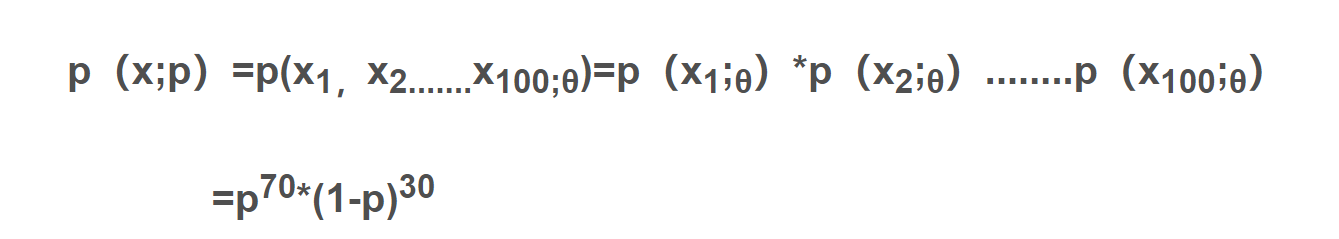 p (x;p) =p(x₁, x₂.......x₁₀₀;θ)=p (x₁;θ) *p (x₂;θ) ........p (x₁₀₀;θ)
=p⁷⁰*(1-p)³⁰